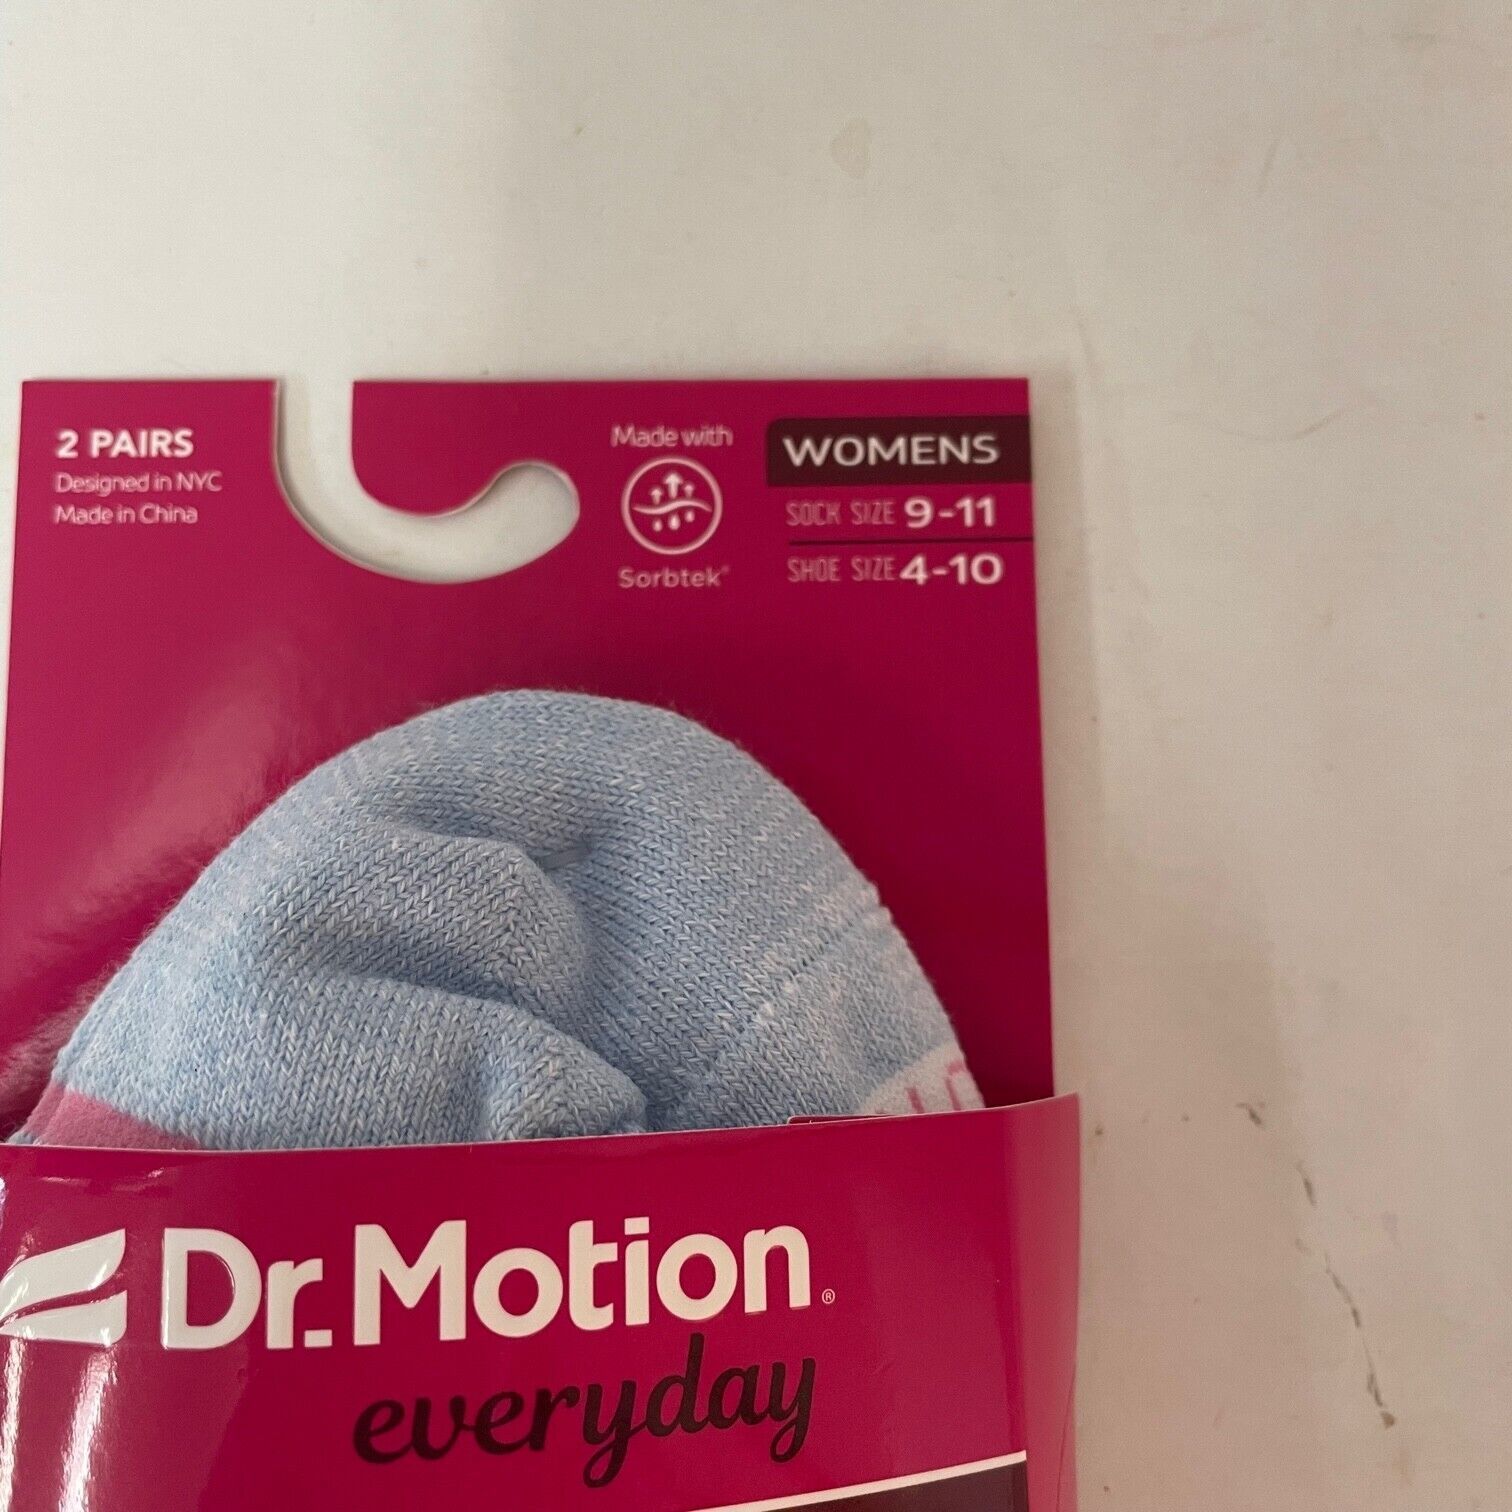 2 PAIRS
Designed in NYC
Made in China
Made with
Sorbtek®
WOMENS
SOCK SIZE 9-11
SHOE SIZE 4-10
Dr. Motion®
everyday